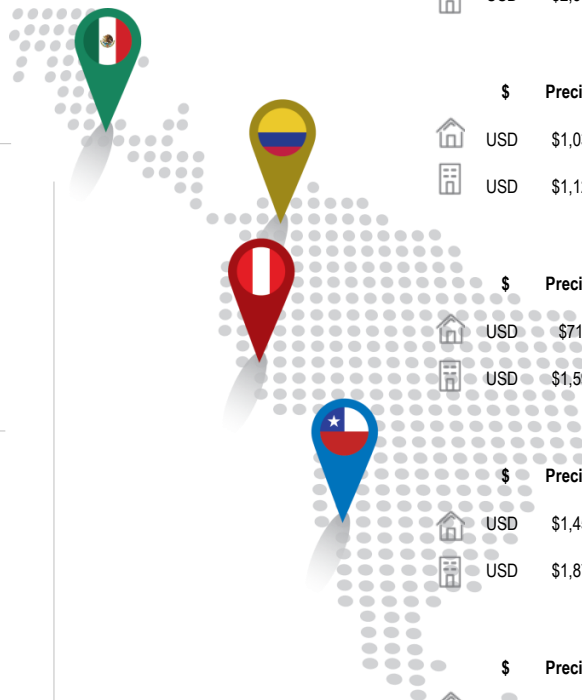 $ Preci
USD $1,0
USD $1,1
$ Preci
USD $71
USD $1,5
$ Preci
USD $1,4
USD $1,8
$ Preci